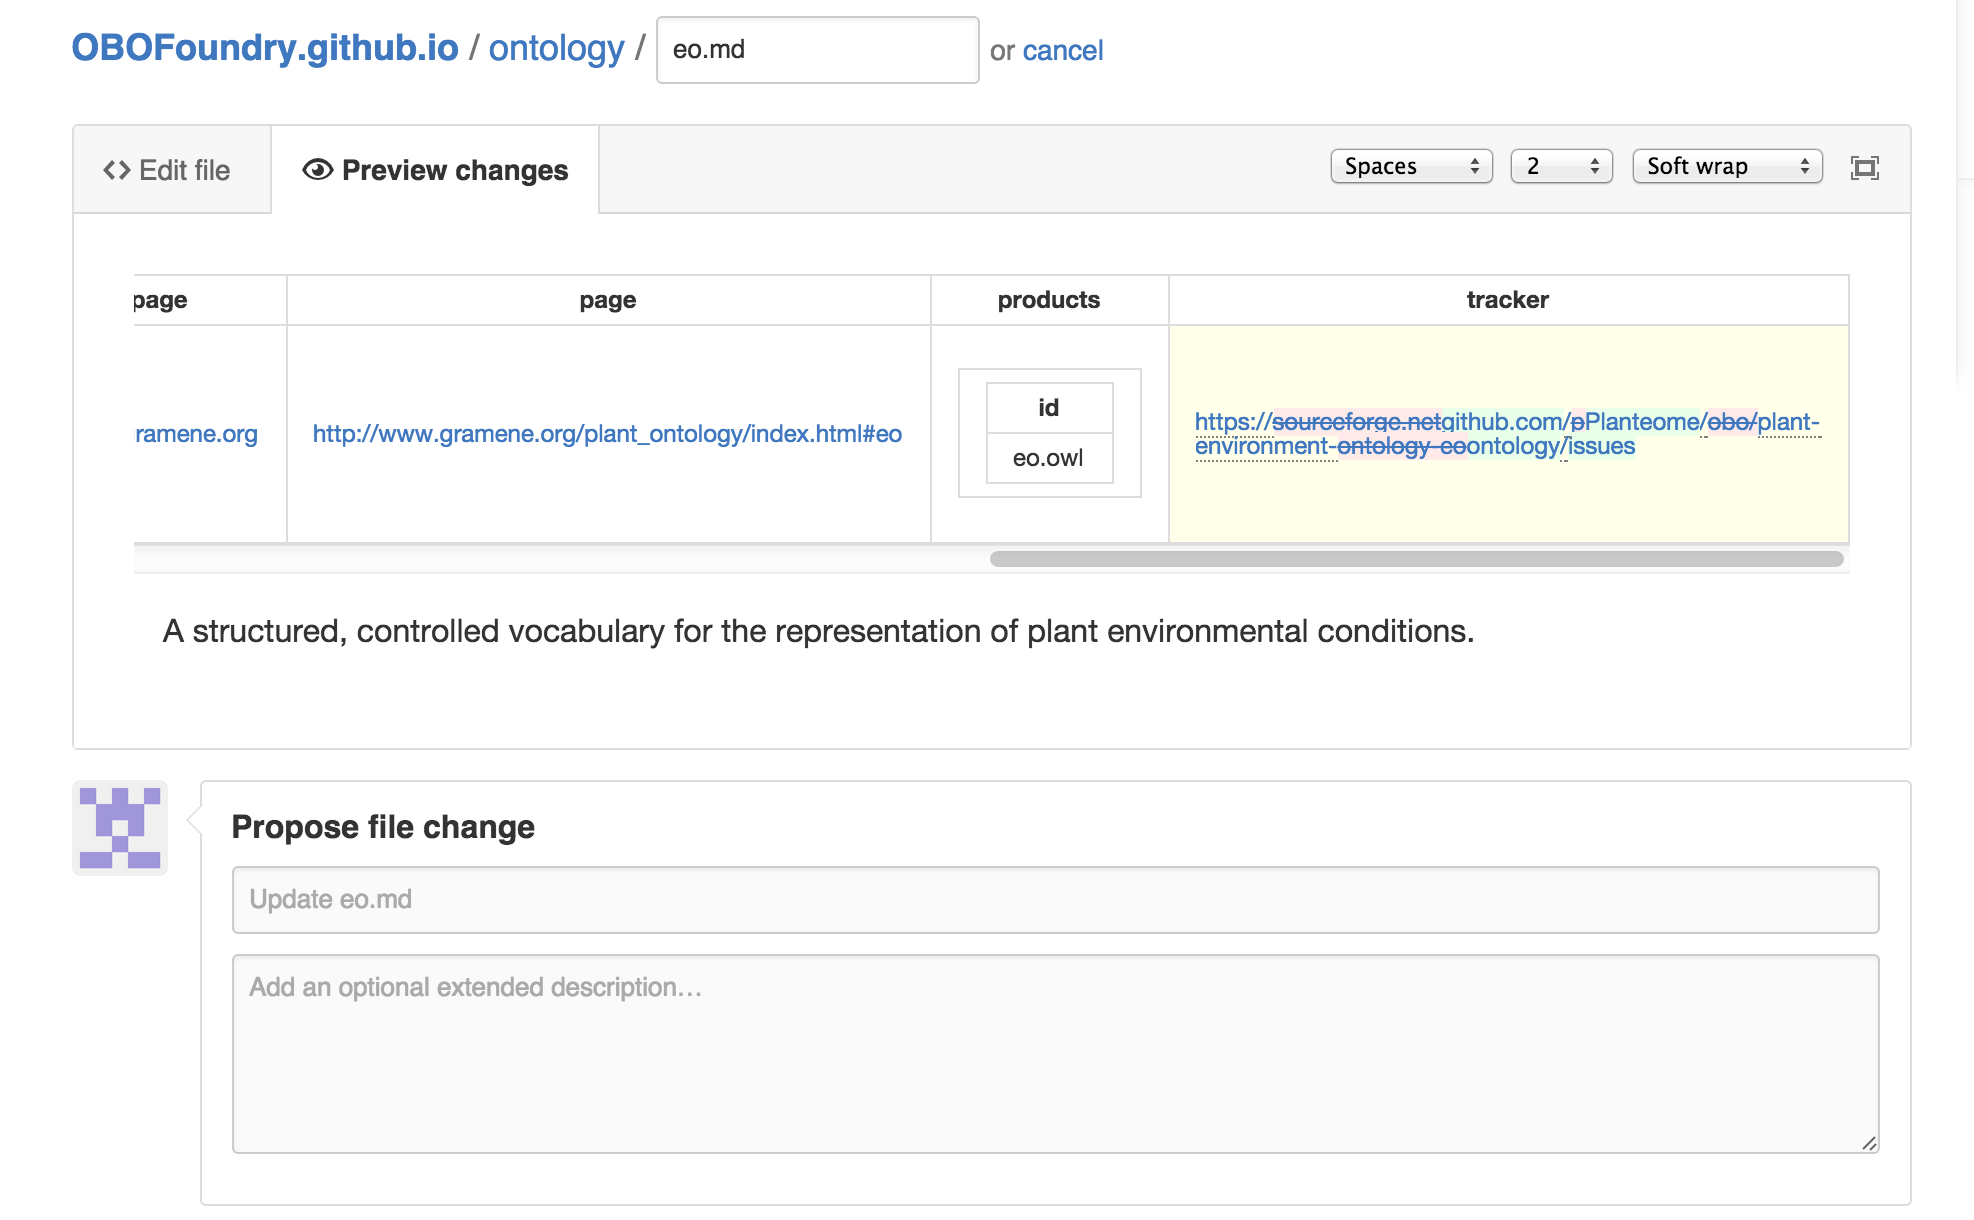 OBOFoundry.github.io / ontology / eo.md or cancel
Edit file Preview changes Spaces 2 Soft wrap
page page products tracker
ramene.org http://www.gramene.org/plant_ontology/index.html#eo
id
eo.owl
https://sourceforge.netgithub.com/pPlanteome/obo/plant-
environment-ontology-eoontology/issues
A structured, controlled vocabulary for the representation of plant environmental conditions.
Propose file change
Update eo.md
Add an optional extended description…